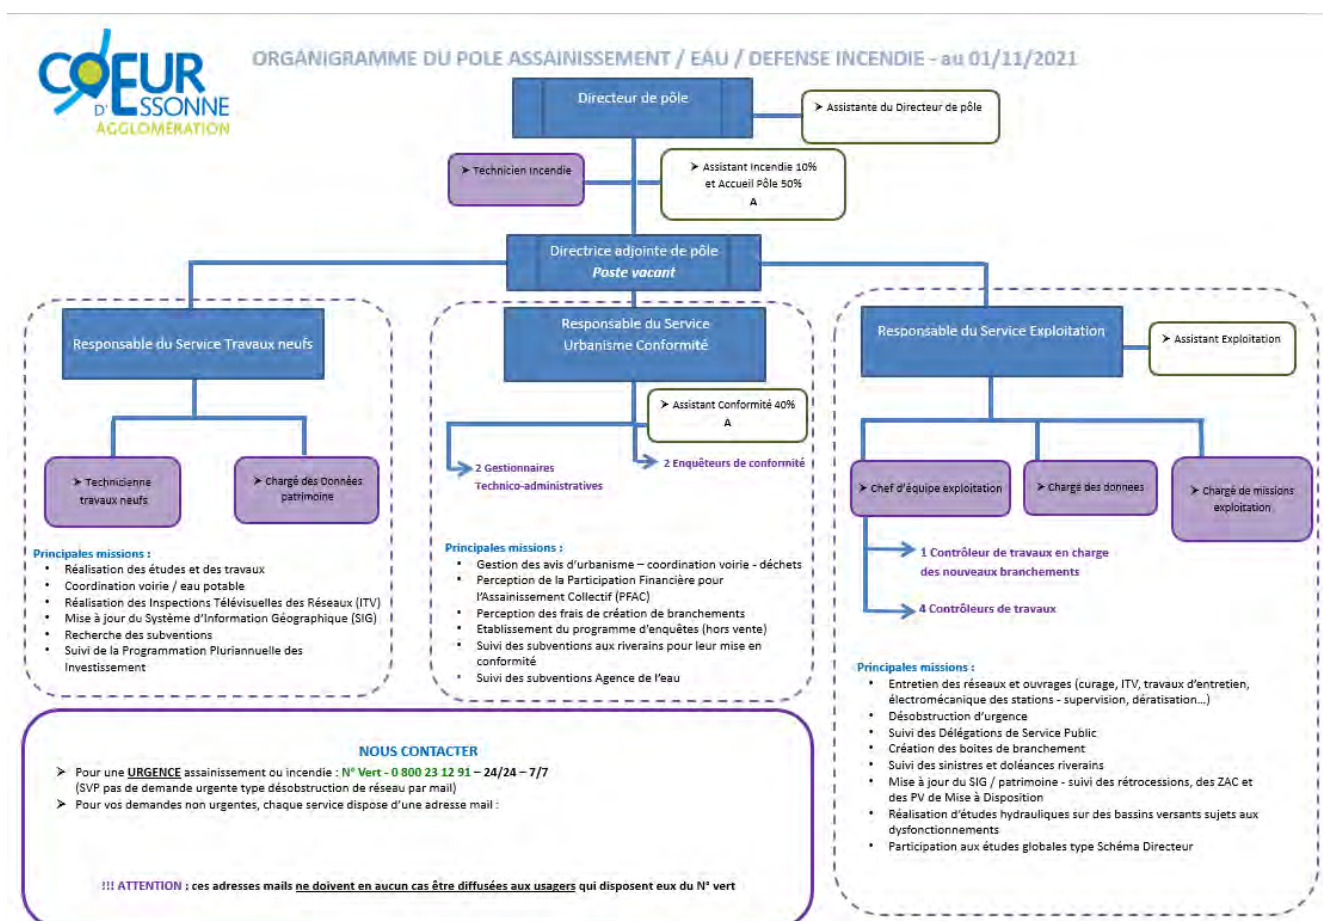 COEUR
D'ESSONNE
AGGLOMÉRATION
ORGANIGRAMME DU POLE ASSAINISSEMENT / EAU / DEFENSE INCENDIE - au 01/11/2021
Directeur de pôle
➤ Assistante du Directeur de pôle
➤ Technicien Incendie
➤ Assistant Incendie 10%
et Accueil Pôle 50%
A
Directrice adjointe de pôle
Poste vacant
Responsable du Service Travaux neufs
➤ Technicienne
travaux neufs
➤ Chargé des Données
patrimoine
Principales missions :
• Réalisation des études et des travaux
• Coordination voirie / eau potable
• Réalisation des Inspections Télévisuelles des Réseaux (ITV)
• Mise à jour du Système d'Information Géographique (SIG)
• Recherche des subventions
• Suivi de la Programmation Pluriannuelle des
Investissement
Responsable du Service
Urbanisme Conformité
➤ Assistant Conformité 40%
A
2 Gestionnaires
Technico-administratives
2 Enquêteurs de conformité
Principales missions :
• Gestion des avis d'urbanisme – coordination voirie - déchets
• Perception de la Participation Financière pour
l'Assainissement Collectif (PFAC)
• Perception des frais de création de branchements
• Etablissement du programme d'enquêtes (hors vente)
• Suivi des subventions aux riverains pour leur mise en
conformité
• Suivi des subventions Agence de l'eau
Responsable du Service Exploitation
➤ Assistant Exploitation
➤ Chef d'équipe exploitation
➤ Chargé des données
➤ Chargé de missions
exploitation
1 Contrôleur de travaux en charge
des nouveaux branchements
4 Contrôleurs de travaux
Principales missions :
• Entretien des réseaux et ouvrages (curage, ITV, travaux d'entretien,
électromécanique des stations - supervision, dératisation...)
• Désobstruction d'urgence
• Suivi des Délégations de Service Public
• Création des boites de branchement
• Suivi des sinistres et doléances riverains
• Mise à jour du SIG / patrimoine - suivi des rétrocessions, des ZAC et
des PV de Mise à Disposition
• Réalisation d'études hydrauliques sur des bassins versants sujets aux
dysfonctionnements
• Participation aux études globales type Schéma Directeur
NOUS CONTACTER
➤ Pour une URGENCE assainissement ou incendie : N° Vert - 0 800 23 12 91 – 24/24 – 7/7
(SVP pas de demande urgente type désobstruction de réseau par mail)
➤ Pour vos demandes non urgentes, chaque service dispose d'une adresse mail :
!!! ATTENTION : ces adresses mails ne doivent en aucun cas être diffusées aux usagers qui disposent eux du N° vert